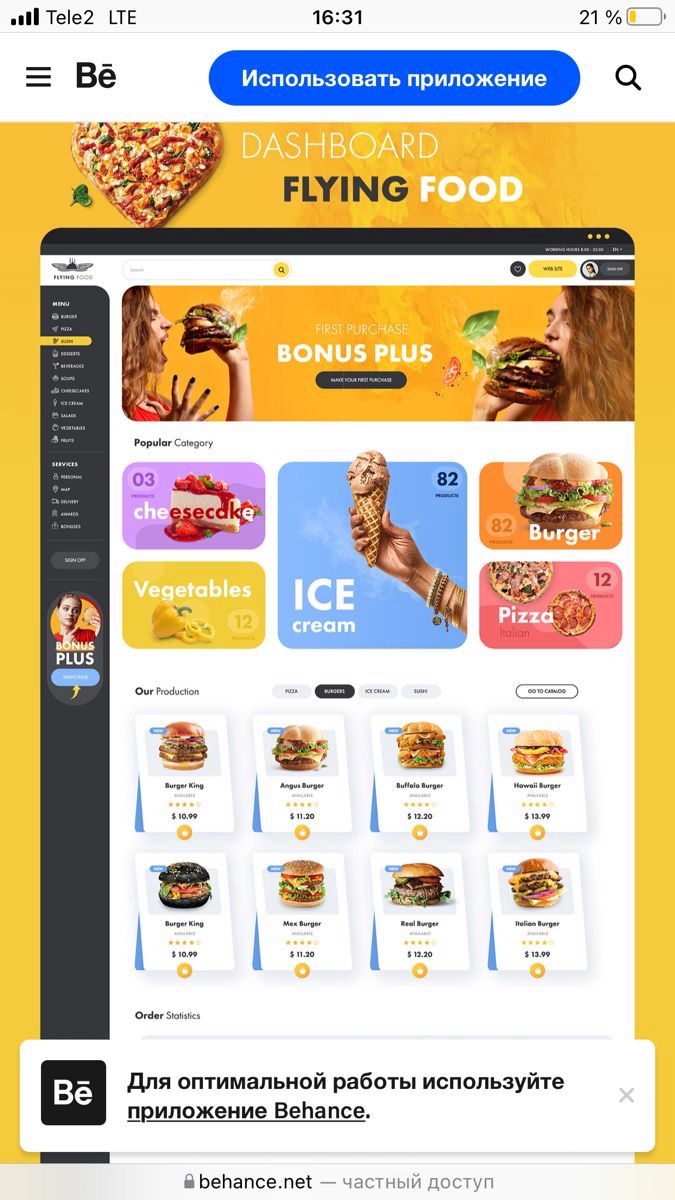 Tele2 LTE 16:31 21 %
Bē Использовать приложение
DASHBOARD
FLYING FOOD
WORKING HOURS 8:00 - 23:00 EN
FLYING FOOD
Search
WEB SITE
SIGN OFF
MENU
BURGER
PIZZA
SUSHI
DESSERTS
BEVERAGES
SOUPS
CHEESECAKES
ICE CREAM
SALADS
VEGETABLES
FRUITS
SERVICES
PERSONAL
MAP
DELIVERY
AWARDS
BONUSES
SIGN OFF
BONUS
PLUS
PARTICIPATE
FIRST PURCHASE
BONUS PLUS
MAKE YOUR FIRST PURCHASE
Popular Category
03
PRODUCTS
cheesecake
Vegetables
12
PRODUCTS
82
PRODUCTS
ICE
cream
82
PRODUCTS
Burger
12
PRODUCTS
Pizza
Italian
Our Production
PIZZA BURGERS ICE CREAM SUSHI
GO TO CATALOG
NEW NEW NEW
Burger King Angus Burger Buffalo Burger Hawaii Burger
AVAILABLE AVAILABLE AVAILABLE AVAILABLE
$ 10.99 $ 11.20 $ 12.20 $ 13.99
NEW NEW NEW
Burger King Mex Burger Real Burger Italian Burger
AVAILABLE AVAILABLE AVAILABLE AVAILABLE
$ 10.99 $ 11.20 $ 12.20 $ 13.99
Order Statistics
Bē
Для оптимальной работы используйте
приложение Behance.
behance.net — частный доступ